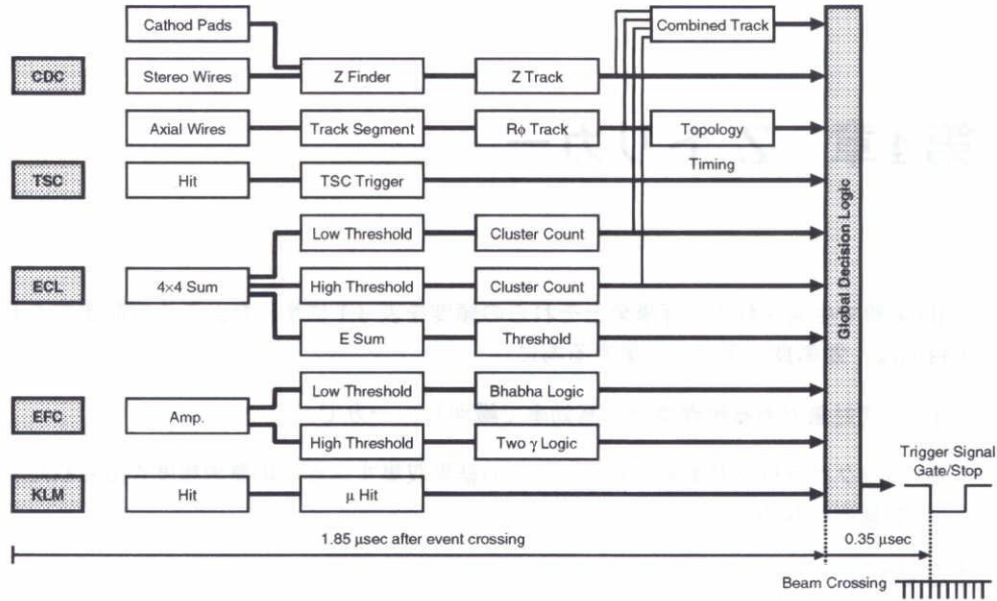 Cathod Pads
Combined Track
CDC
Stereo Wires
Z Finder
Z Track
Axial Wires
Track Segment
Rϕ Track
Topology
Timing
TSC
Hit
TSC Trigger
Low Threshold
Cluster Count
ECL
4×4 Sum
High Threshold
Cluster Count
E Sum
Threshold
Global Decision Logic
EFC
Amp.
Low Threshold
Bhabha Logic
High Threshold
Two γ Logic
KLM
Hit
μ Hit
Trigger Signal
Gate/Stop
1.85 μsec after event crossing
0.35 μsec
Beam Crossing